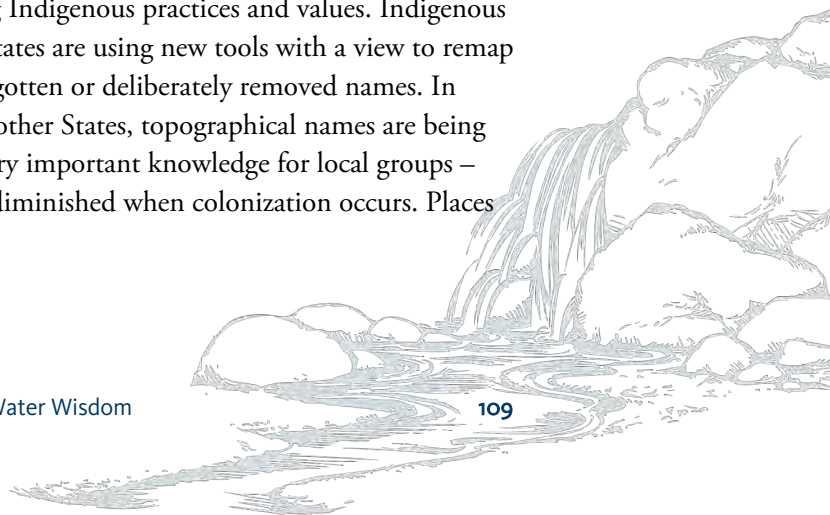 g Indigenous practices and values. Indigenous
tates are using new tools with a view to remap
gotten or deliberately removed names. In
other States, topographical names are being
ry important knowledge for local groups –
diminished when colonization occurs. Places
Water Wisdom
109